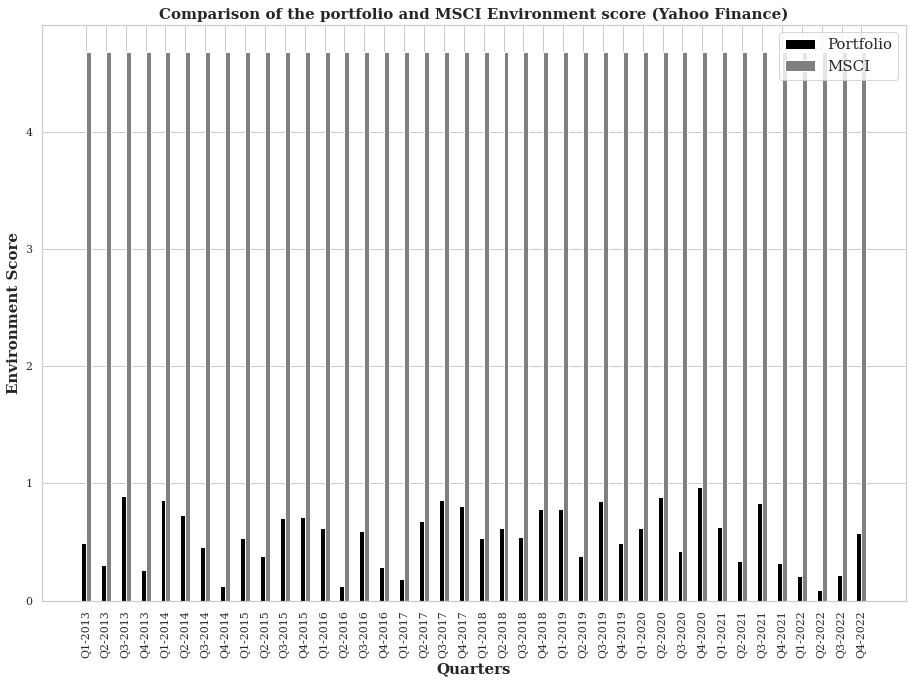 Comparison of the portfolio and MSCI Environment score (Yahoo Finance)
Portfolio
MSCI
Environment Score
4
3
2
1
0
Q1-2013
Q2-2013
Q3-2013
Q4-2013
Q1-2014
Q2-2014
Q3-2014
Q4-2014
Q1-2015
Q2-2015
Q3-2015
Q4-2015
Q1-2016
Q2-2016
Q3-2016
Q4-2016
Q1-2017
Q2-2017
Q3-2017
Q4-2017
Q1-2018
Q2-2018
Q3-2018
Q4-2018
Q1-2019
Q2-2019
Q3-2019
Q4-2019
Q1-2020
Q2-2020
Q3-2020
Q4-2020
Q1-2021
Q2-2021
Q3-2021
Q4-2021
Q1-2022
Q2-2022
Q3-2022
Q4-2022
Quarters